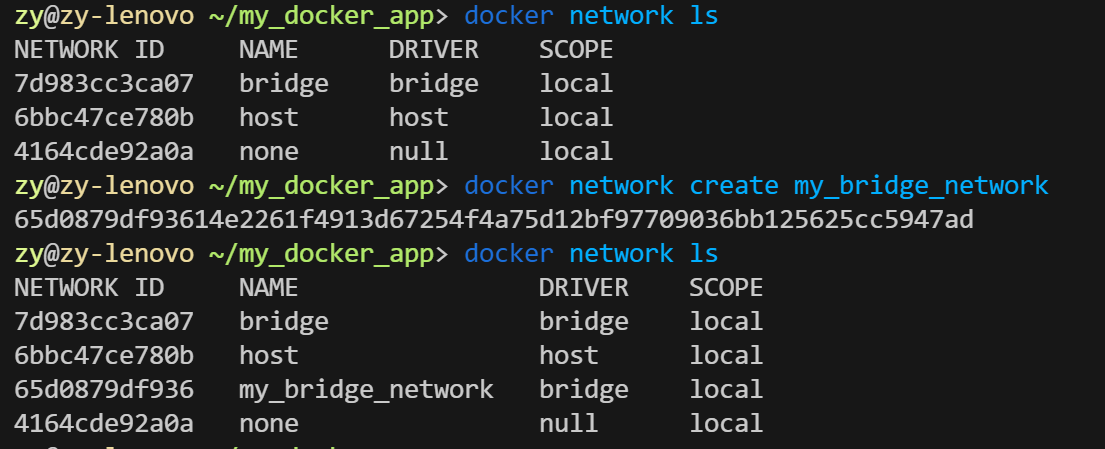 zy@zy-lenovo ~/my_docker_app> docker network ls
NETWORK ID     NAME      DRIVER    SCOPE
7d983cc3ca07   bridge    bridge    local
6bbc47ce780b   host      host      local
4164cde92a0a   none      null      local
zy@zy-lenovo ~/my_docker_app> docker network create my_bridge_network
65d0879df93614e2261f4913d67254f4a75d12bf97709036bb125625cc5947ad
zy@zy-lenovo ~/my_docker_app> docker network ls
NETWORK ID     NAME                DRIVER    SCOPE
7d983cc3ca07   bridge              bridge    local
6bbc47ce780b   host                host      local
65d0879df936   my_bridge_network   bridge    local
4164cde92a0a   none                null      local